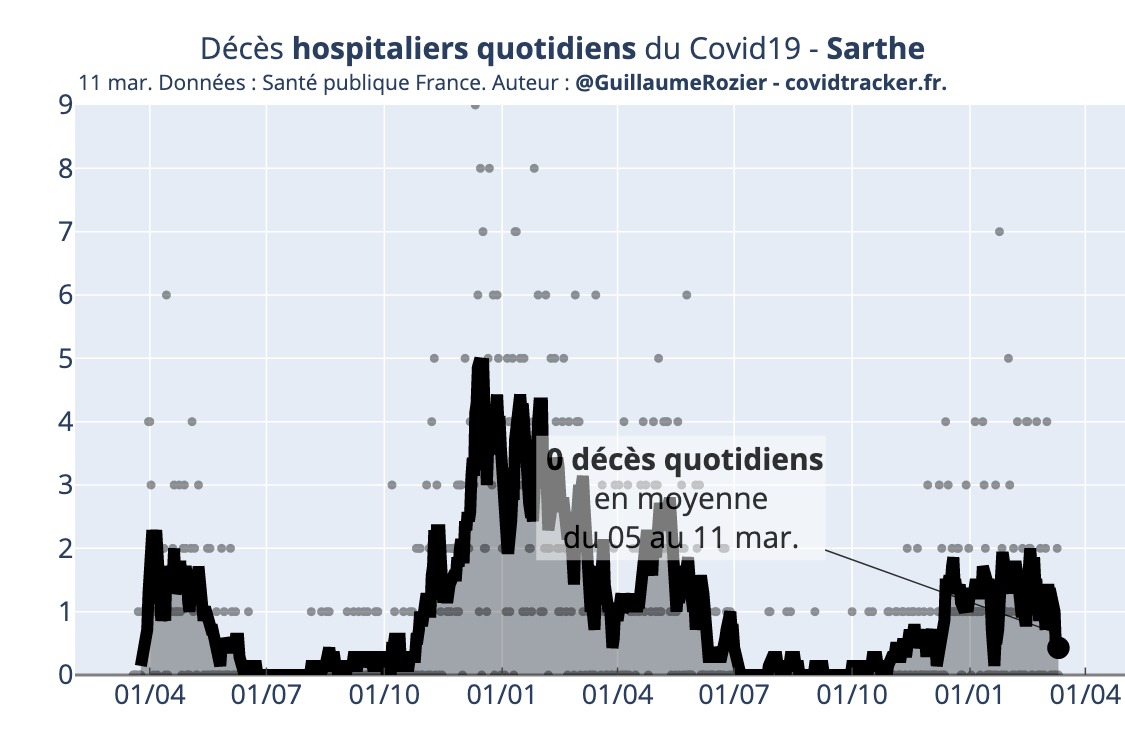 Décès hospitaliers quotidiens du Covid19 - Sarthe
11 mar. Données : Santé publique France. Auteur : @GuillaumeRozier - covidtracker.fr.
9
8
7
6
5
4
3
2
1
0
0 décès quotidiens
en moyenne
du 05 au 11 mar.
01/04 01/07 01/10 01/01 01/04 01/07 01/10 01/01 01/04